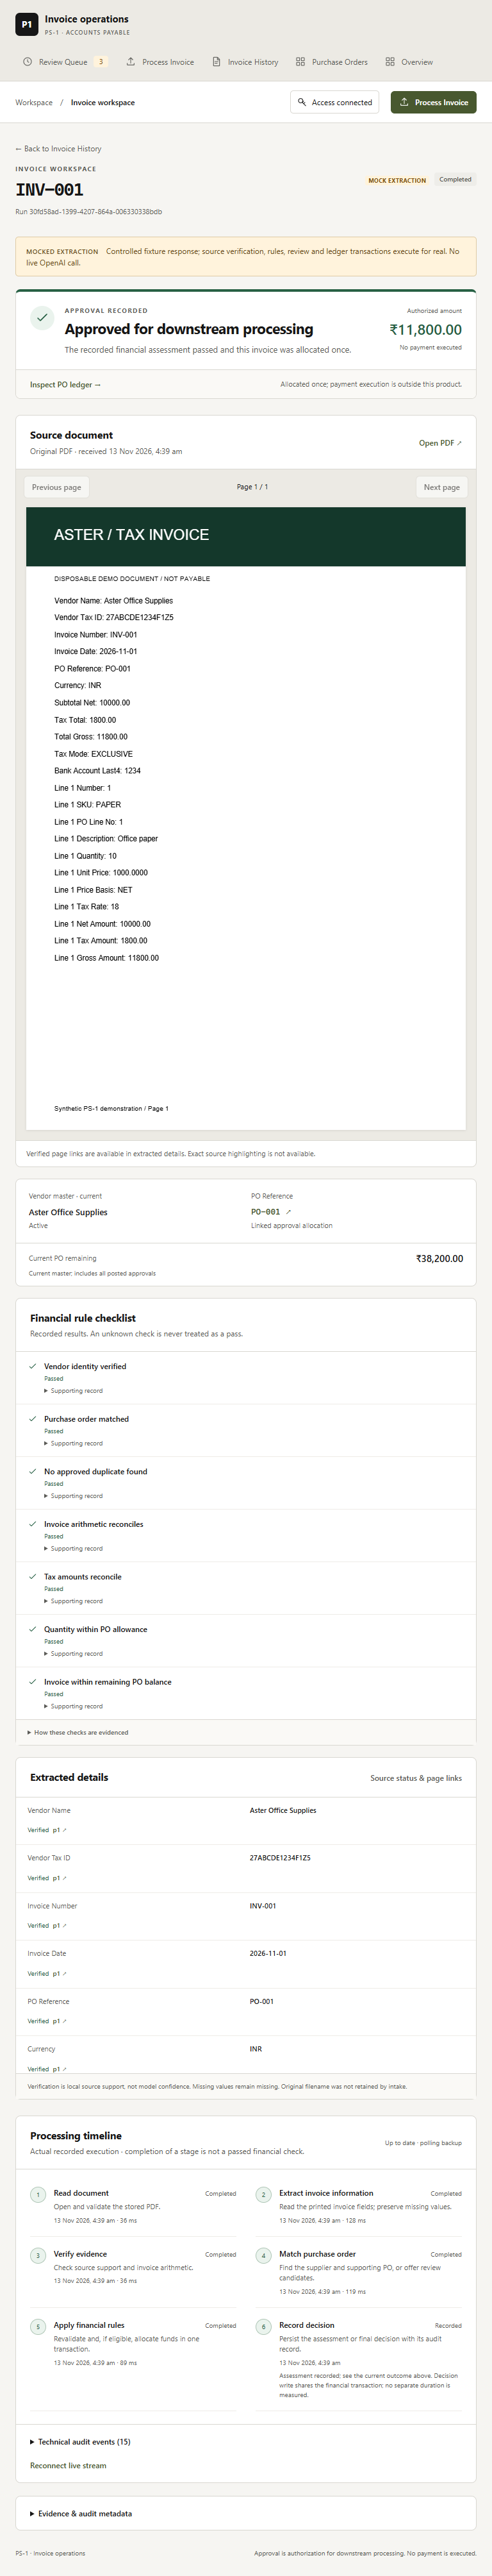 P1
Invoice operations
PS-1 · ACCOUNTS PAYABLE
Review Queue 3 Process Invoice Invoice History Purchase Orders Overview
Workspace / Invoice workspace
Access connected Process Invoice
← Back to Invoice History
INVOICE WORKSPACE
INV-001
MOCK EXTRACTION Completed
Run 30fd58ad-1399-4207-864a-006330338bdb
MOCKED EXTRACTION Controlled fixture response; source verification, rules, review and ledger transactions execute for real. No
live OpenAI call.
APPROVAL RECORDED
Approved for downstream processing
The recorded financial assessment passed and this invoice was allocated once.
Authorized amount
₹11,800.00
No payment executed
Inspect PO ledger →
Allocated once; payment execution is outside this product.
Source document
Original PDF · received 13 Nov 2026, 4:39 am
Open PDF ↗
Previous page Page 1 / 1 Next page
ASTER / TAX INVOICE
DISPOSABLE DEMO DOCUMENT / NOT PAYABLE
Vendor Name: Aster Office Supplies
Vendor Tax ID: 27ABCDE1234F1Z5
Invoice Number: INV-001
Invoice Date: 2026-11-01
PO Reference: PO-001
Currency: INR
Subtotal Net: 10000.00
Tax Total: 1800.00
Total Gross: 11800.00
Tax Mode: EXCLUSIVE
Bank Account Last4: 1234
Line 1 Number: 1
Line 1 SKU: PAPER
Line 1 PO Line No: 1
Line 1 Description: Office paper
Line 1 Quantity: 10
Line 1 Unit Price: 1000.0000
Line 1 Price Basis: NET
Line 1 Tax Rate: 18
Line 1 Net Amount: 10000.00
Line 1 Tax Amount: 1800.00
Line 1 Gross Amount: 11800.00
Synthetic PS-1 demonstration / Page 1
Verified page links are available in extracted details. Exact source highlighting is not available.
Vendor master · current
Aster Office Supplies
Active
PO Reference
PO-001 ↗
Linked approval allocation
Current PO remaining ₹38,200.00
Current master: includes all posted approvals
Financial rule checklist
Recorded results. An unknown check is never treated as a pass.
Vendor identity verified
Passed
▶ Supporting record
Purchase order matched
Passed
▶ Supporting record
No approved duplicate found
Passed
▶ Supporting record
Invoice arithmetic reconciles
Passed
▶ Supporting record
Tax amounts reconcile
Passed
▶ Supporting record
Quantity within PO allowance
Passed
▶ Supporting record
Invoice within remaining PO balance
Passed
▶ Supporting record
▶ How these checks are evidenced
Extracted details
Source status & page links
Vendor Name Aster Office Supplies
Verified p1 ↗
Vendor Tax ID 27ABCDE1234F1Z5
Verified p1 ↗
Invoice Number INV-001
Verified p1 ↗
Invoice Date 2026-11-01
Verified p1 ↗
PO Reference PO-001
Verified p1 ↗
Currency INR
Verified p1 ↗
Verification is local source support, not model confidence. Missing values remain missing. Original filename was not retained by intake.
Processing timeline
Actual recorded execution · completion of a stage is not a passed financial check.
Up to date · polling backup
1 Read document Completed
Open and validate the stored PDF.
13 Nov 2026, 4:39 am · 36 ms
2 Extract invoice information Completed
Read the printed invoice fields; preserve missing values.
13 Nov 2026, 4:39 am · 128 ms
3 Verify evidence Completed
Check source support and invoice arithmetic.
13 Nov 2026, 4:39 am · 36 ms
4 Match purchase order Completed
Find the supplier and supporting PO, or offer review
candidates.
13 Nov 2026, 4:39 am · 119 ms
5 Apply financial rules Completed
Revalidate and, if eligible, allocate funds in one
transaction.
13 Nov 2026, 4:39 am · 89 ms
6 Record decision Recorded
Persist the assessment or final decision with its audit
record.
13 Nov 2026, 4:39 am
Assessment recorded; see the current outcome above. Decision
write shares the financial transaction; no separate duration is
measured.
▶ Technical audit events (15)
Reconnect live stream
▶ Evidence & audit metadata
PS-1 · Invoice operations
Approval is authorization for downstream processing. No payment is executed.